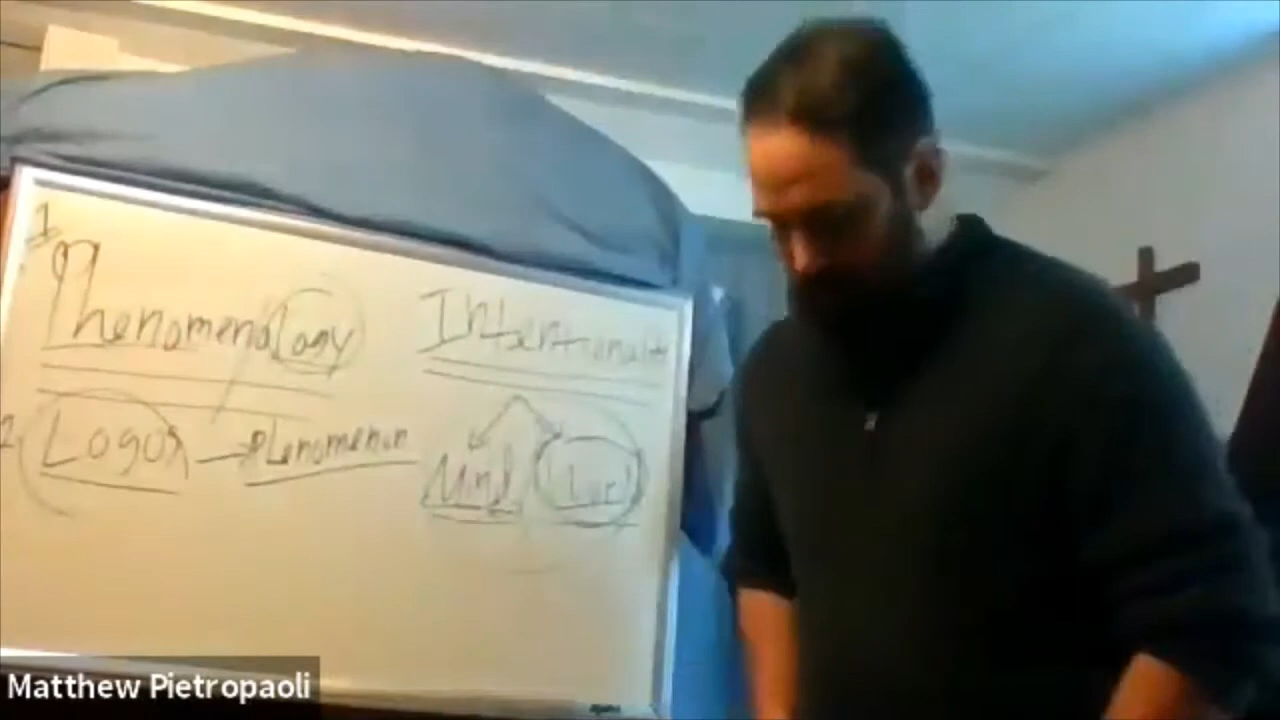 1
Phenomenology
Intentionality
2 Logos → Phenomenon
Mind
Matthew Pietropaoli